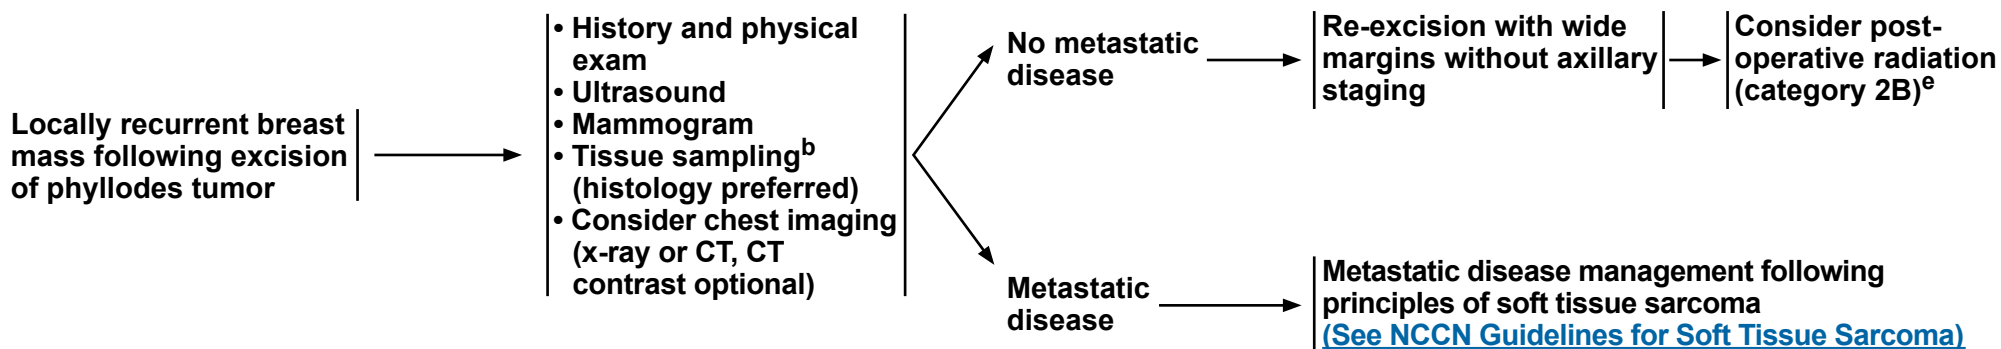 Locally recurrent breast
mass following excision
of phyllodes tumor
• History and physical
exam
• Ultrasound
• Mammogram
• Tissue samplingb
(histology preferred)
• Consider chest imaging
(x-ray or CT, CT
contrast optional)
No metastatic
disease
Re-excision with wide
margins without axillary
staging
Consider post-
operative radiation
(category 2B)e
Metastatic
disease
Metastatic disease management following
principles of soft tissue sarcoma
(See NCCN Guidelines for Soft Tissue Sarcoma)